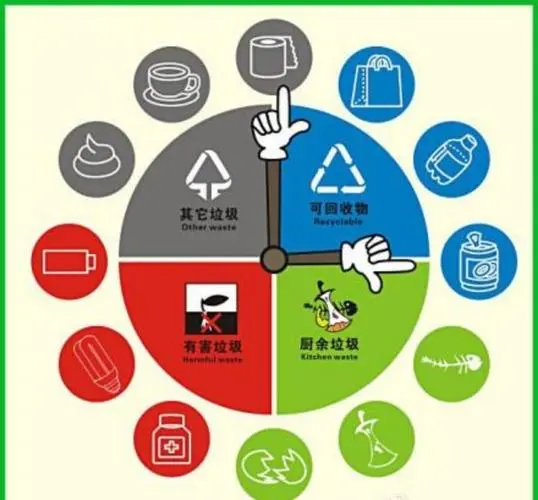 其它垃圾
Other waste
可回收物
Recyclable
有害垃圾
Harmful waste
厨余垃圾
Kitchen waste